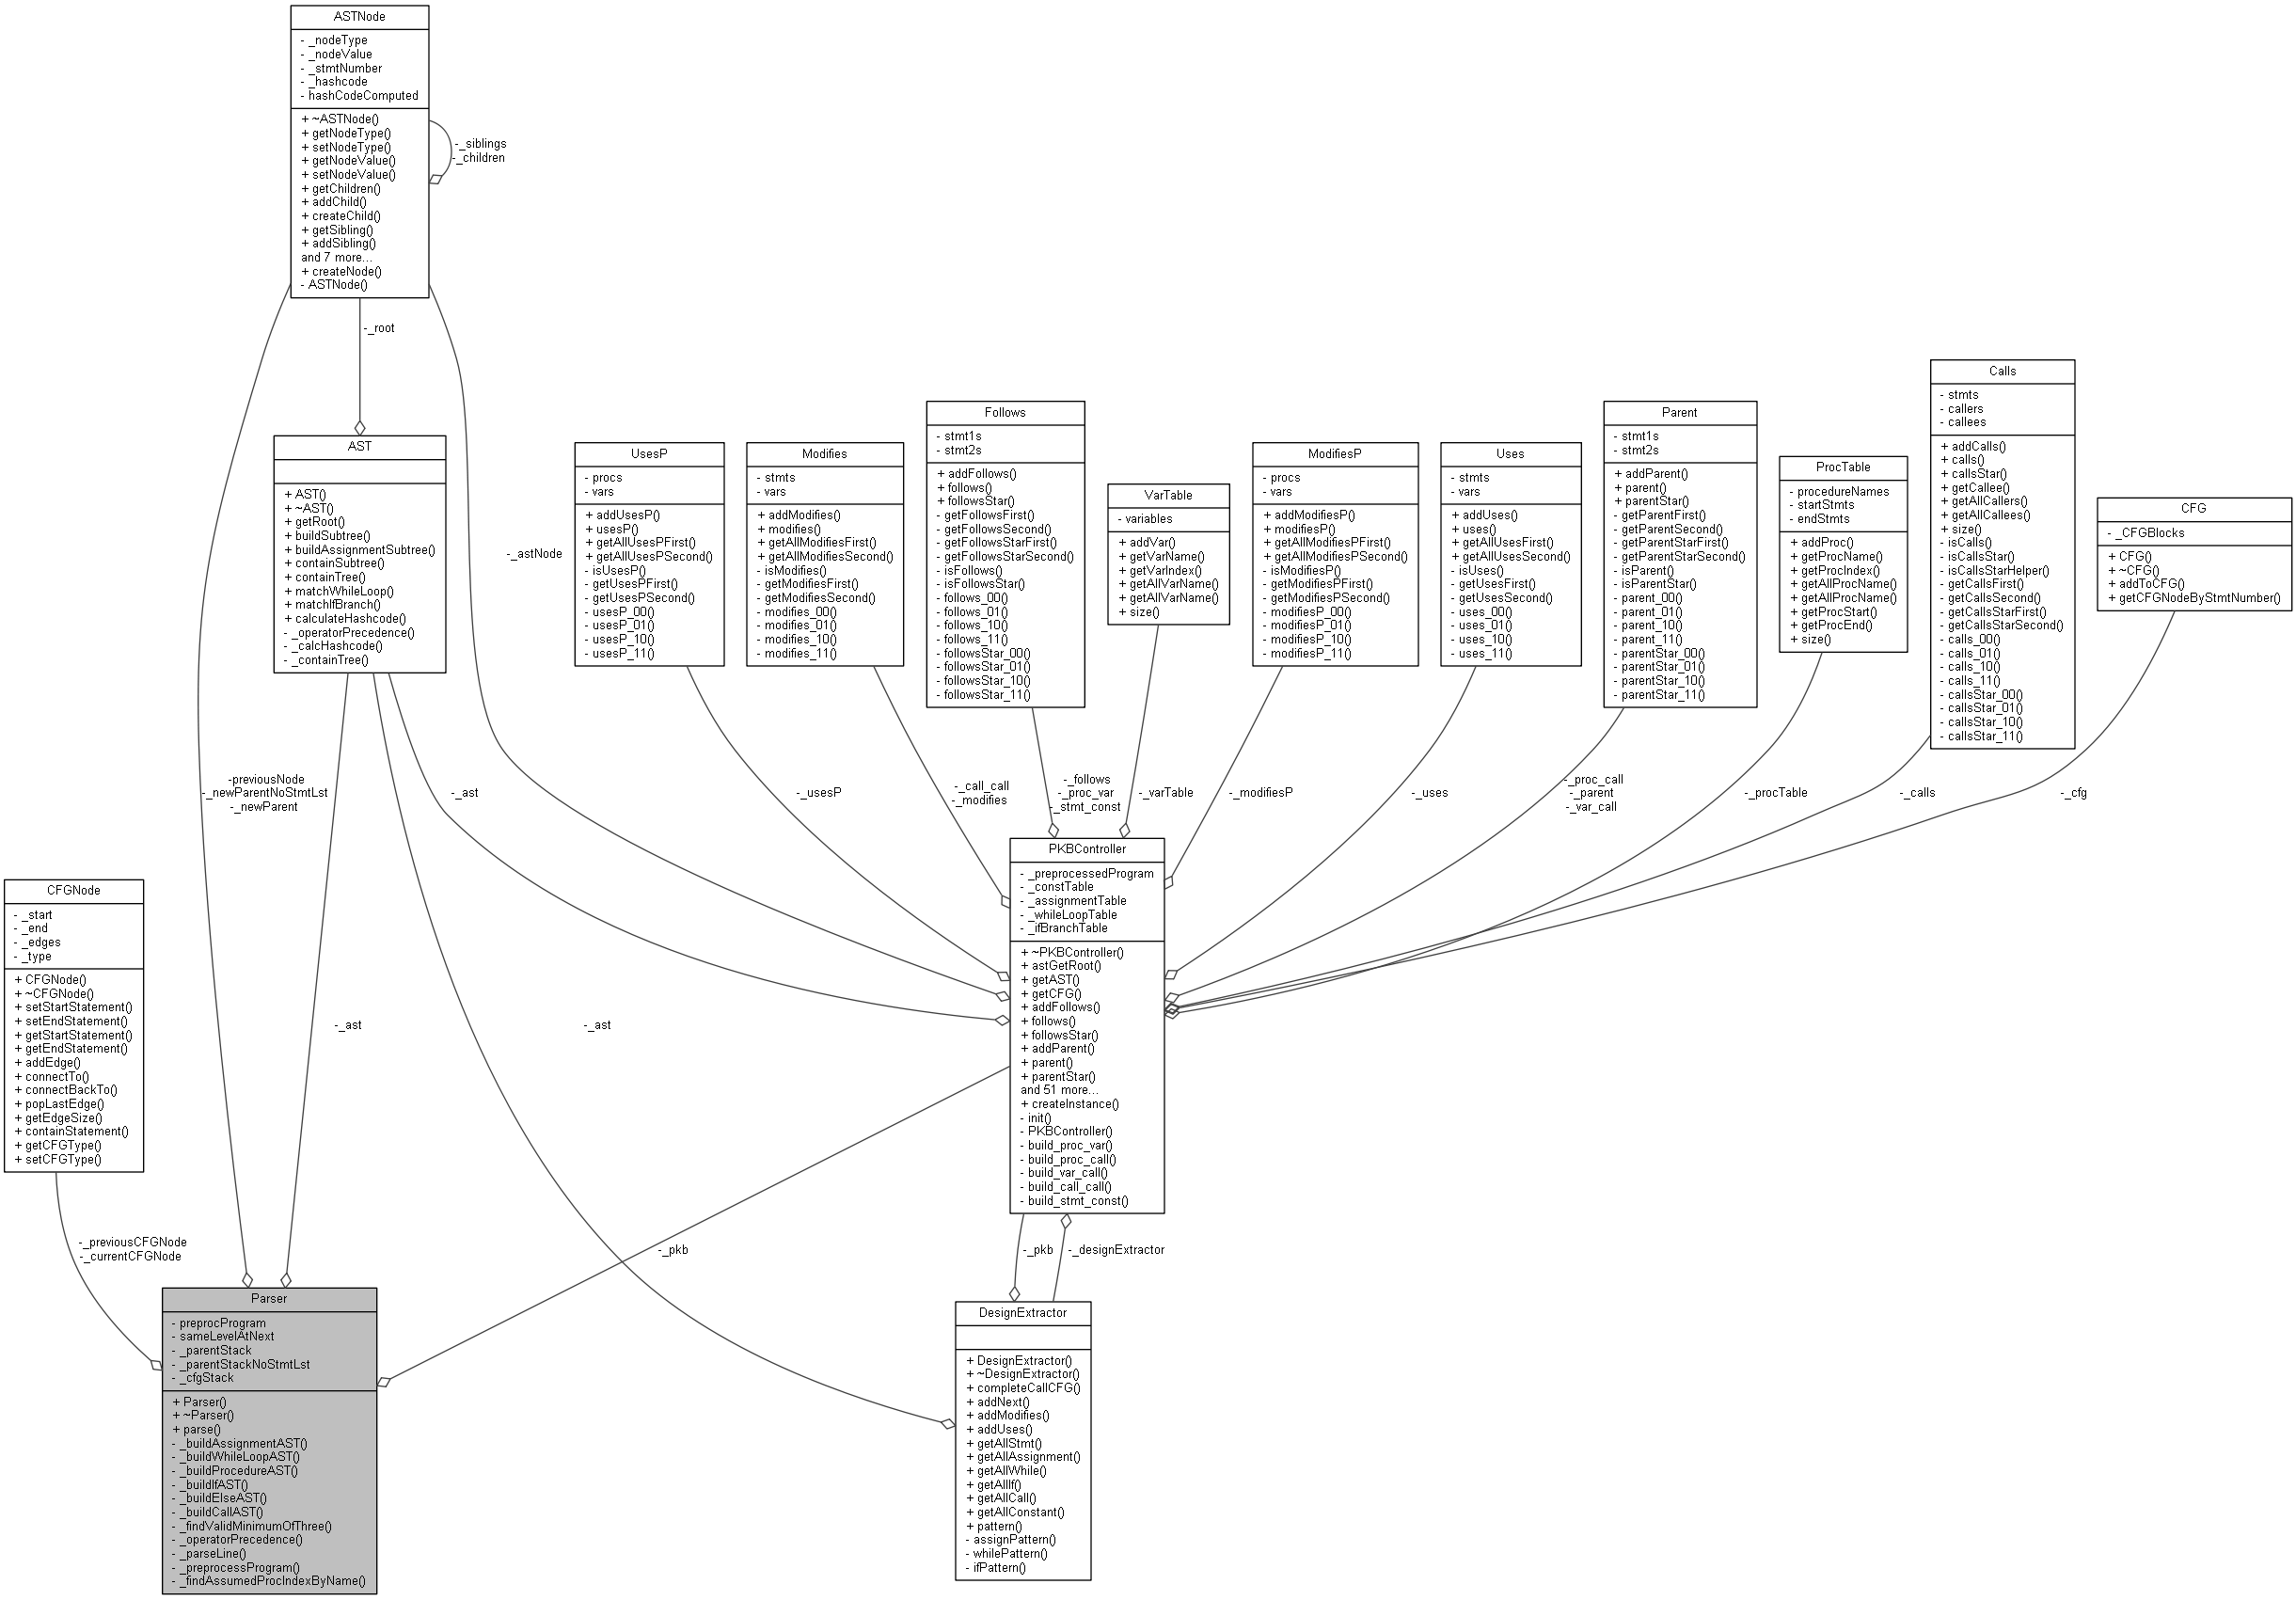 ASTNode
- _nodeType
- _nodeValue
- _stmtNumber
- _hashcode
- hashCodeComputed
+ ~ASTNode()
+ getNodeType()
+ setNodeType()
+ getNodeValue()
+ setNodeValue()
+ getChildren()
+ addChild()
+ createChild()
+ getSibling()
+ addSibling()
and 7 more...
+ createNode()
- ASTNode()
-_siblings
-_children
-_root
-_astNode
AST
+ AST()
+ ~AST()
+ getRoot()
+ buildSubtree()
+ buildAssignmentSubtree()
+ containSubtree()
+ containTree()
+ matchWhileLoop()
+ matchIfBranch()
+ calculateHashcode()
- _operatorPrecedence()
- _calcHashcode()
- _containTree()
UsesP
- procs
- vars
+ addUsesP()
+ usesP()
+ getAllUsesPFirst()
+ getAllUsesPSecond()
- isUsesP()
- getUsesPFirst()
- getUsesPSecond()
- usesP_00()
- usesP_01()
- usesP_10()
- usesP_11()
Modifies
- stmts
- vars
+ addModifies()
+ modifies()
+ getAllModifiesFirst()
+ getAllModifiesSecond()
- isModifies()
- getModifiesFirst()
- getModifiesSecond()
- modifies_00()
- modifies_01()
- modifies_10()
- modifies_11()
Follows
- stmt1s
- stmt2s
+ addFollows()
+ follows()
+ followsStar()
- getFollowsFirst()
- getFollowsSecond()
- getFollowsStarFirst()
- getFollowsStarSecond()
- isFollows()
- isFollowsStar()
- follows_00()
- follows_01()
- follows_10()
- follows_11()
- followsStar_00()
- followsStar_01()
- followsStar_10()
- followsStar_11()
VarTable
- variables
+ addVar()
+ getVarName()
+ getVarIndex()
+ getAllVarName()
+ getAllVarName()
+ size()
ModifiesP
- procs
- vars
+ addModifiesP()
+ modifiesP()
+ getAllModifiesPFirst()
+ getAllModifiesPSecond()
- isModifiesP()
- getModifiesPFirst()
- getModifiesPSecond()
- modifiesP_00()
- modifiesP_01()
- modifiesP_10()
- modifiesP_11()
Uses
- stmts
- vars
+ addUses()
+ uses()
+ getAllUsesFirst()
+ getAllUsesSecond()
- isUses()
- getUsesFirst()
- getUsesSecond()
- uses_00()
- uses_01()
- uses_10()
- uses_11()
Parent
- stmt1s
- stmt2s
+ addParent()
+ parent()
+ parentStar()
- getParentFirst()
- getParentSecond()
- getParentStarFirst()
- getParentStarSecond()
- isParent()
- isParentStar()
- parent_00()
- parent_01()
- parent_10()
- parent_11()
- parentStar_00()
- parentStar_01()
- parentStar_10()
- parentStar_11()
ProcTable
- procedureNames
- startStmts
- endStmts
+ addProc()
+ getProcName()
+ getProcIndex()
+ getAllProcName()
+ getAllProcName()
+ getProcStart()
+ getProcEnd()
+ size()
Calls
- stmts
- callers
- callees
+ addCalls()
+ calls()
+ callsStar()
+ getCallee()
+ getAllCallers()
+ getAllCallees()
+ size()
- isCalls()
- isCallsStar()
- isCallsStarHelper()
- getCallsFirst()
- getCallsSecond()
- getCallsStarFirst()
- getCallsStarSecond()
- calls_00()
- calls_01()
- calls_10()
- calls_11()
- callsStar_00()
- callsStar_01()
- callsStar_10()
- callsStar_11()
CFG
- _CFGBlocks
+ CFG()
+ ~CFG()
+ addToCFG()
+ getCFGNodeByStmtNumber()
-previousNode
-_newParentNoStmtLst
-_newParent
-_ast
-_usesP
-_call_call
-_modifies
-_follows
-_proc_var
-_stmt_const
-_varTable
-_modifiesP
-_uses
-_proc_call
-_parent
-_var_call
-_procTable
-_calls
-_cfg
CFGNode
- _start
- _end
- _edges
- _type
+ CFGNode()
+ ~CFGNode()
+ setStartStatement()
+ setEndStatement()
+ getStartStatement()
+ getEndStatement()
+ addEdge()
+ connectTo()
+ connectBackTo()
+ popLastEdge()
+ getEdgeSize()
+ containStatement()
+ getCFGType()
+ setCFGType()
-_ast
-_ast
PKBController
- _preprocessedProgram
- _constTable
- _assignmentTable
- _whileLoopTable
- _ifBranchTable
+ ~PKBController()
+ astGetRoot()
+ getAST()
+ getCFG()
+ addFollows()
+ follows()
+ followsStar()
+ addParent()
+ parent()
+ parentStar()
and 51 more...
+ createInstance()
- init()
- PKBController()
- build_proc_var()
- build_proc_call()
- build_var_call()
- build_call_call()
- build_stmt_const()
-_previousCFGNode
-_currentCFGNode
-_pkb
-_pkb
-_designExtractor
Parser
- preprocProgram
- sameLevelAtNext
- _parentStack
- _parentStackNoStmtLst
- _cfgStack
+ Parser()
+ ~Parser()
+ parse()
- _buildAssignmentAST()
- _buildWhileLoopAST()
- _buildProcedureAST()
- _buildIfAST()
- _buildElseAST()
- _buildCallAST()
- _findValidMinimumOfThree()
- _operatorPrecedence()
- _parseLine()
- _preprocessProgram()
- _findAssumedProcIndexByName()
DesignExtractor
+ DesignExtractor()
+ ~DesignExtractor()
+ completeCallCFG()
+ addNext()
+ addModifies()
+ addUses()
+ getAllStmt()
+ getAllAssignment()
+ getAllWhile()
+ getAllIf()
+ getAllCall()
+ getAllConstant()
+ pattern()
- assignPattern()
- whilePattern()
- ifPattern()